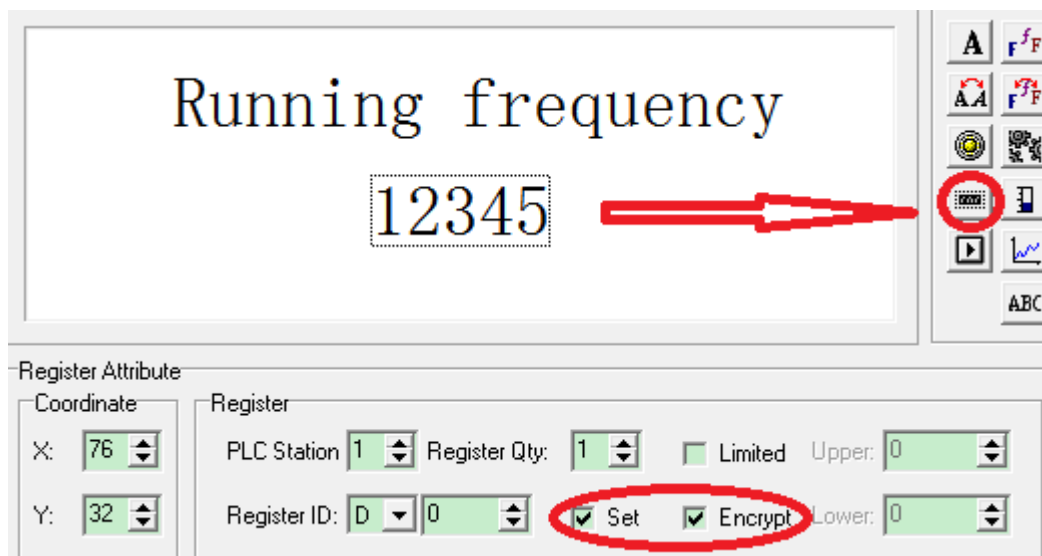 Running frequency
12345
A
F f F
A A
F F F
ABC
Register Attribute
Coordinate
Register
X: 76
PLC Station 1 Register Qty: 1 Limited Upper: 0
Y: 32
Register ID: D 0 Set Encrypt Lower: 0